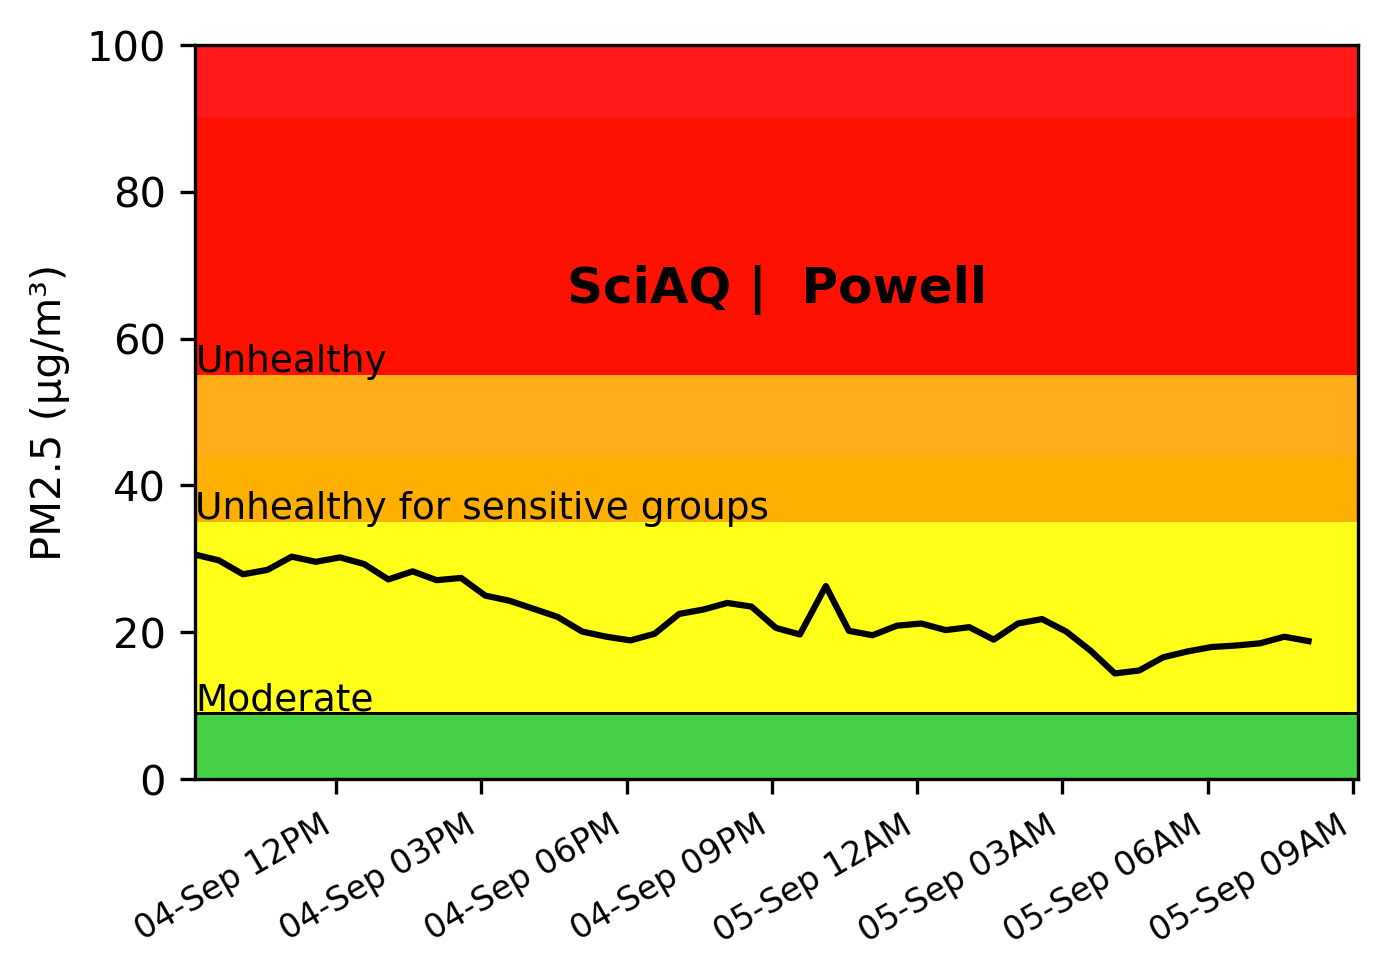 100
80
60
40
20
0
PM2.5 (µg/m³)
SciAQ |  Powell
Unhealthy
Unhealthy for sensitive groups
Moderate
04-Sep 12PM
04-Sep 03PM
04-Sep 06PM
04-Sep 09PM
05-Sep 12AM
05-Sep 03AM
05-Sep 06AM
05-Sep 09AM